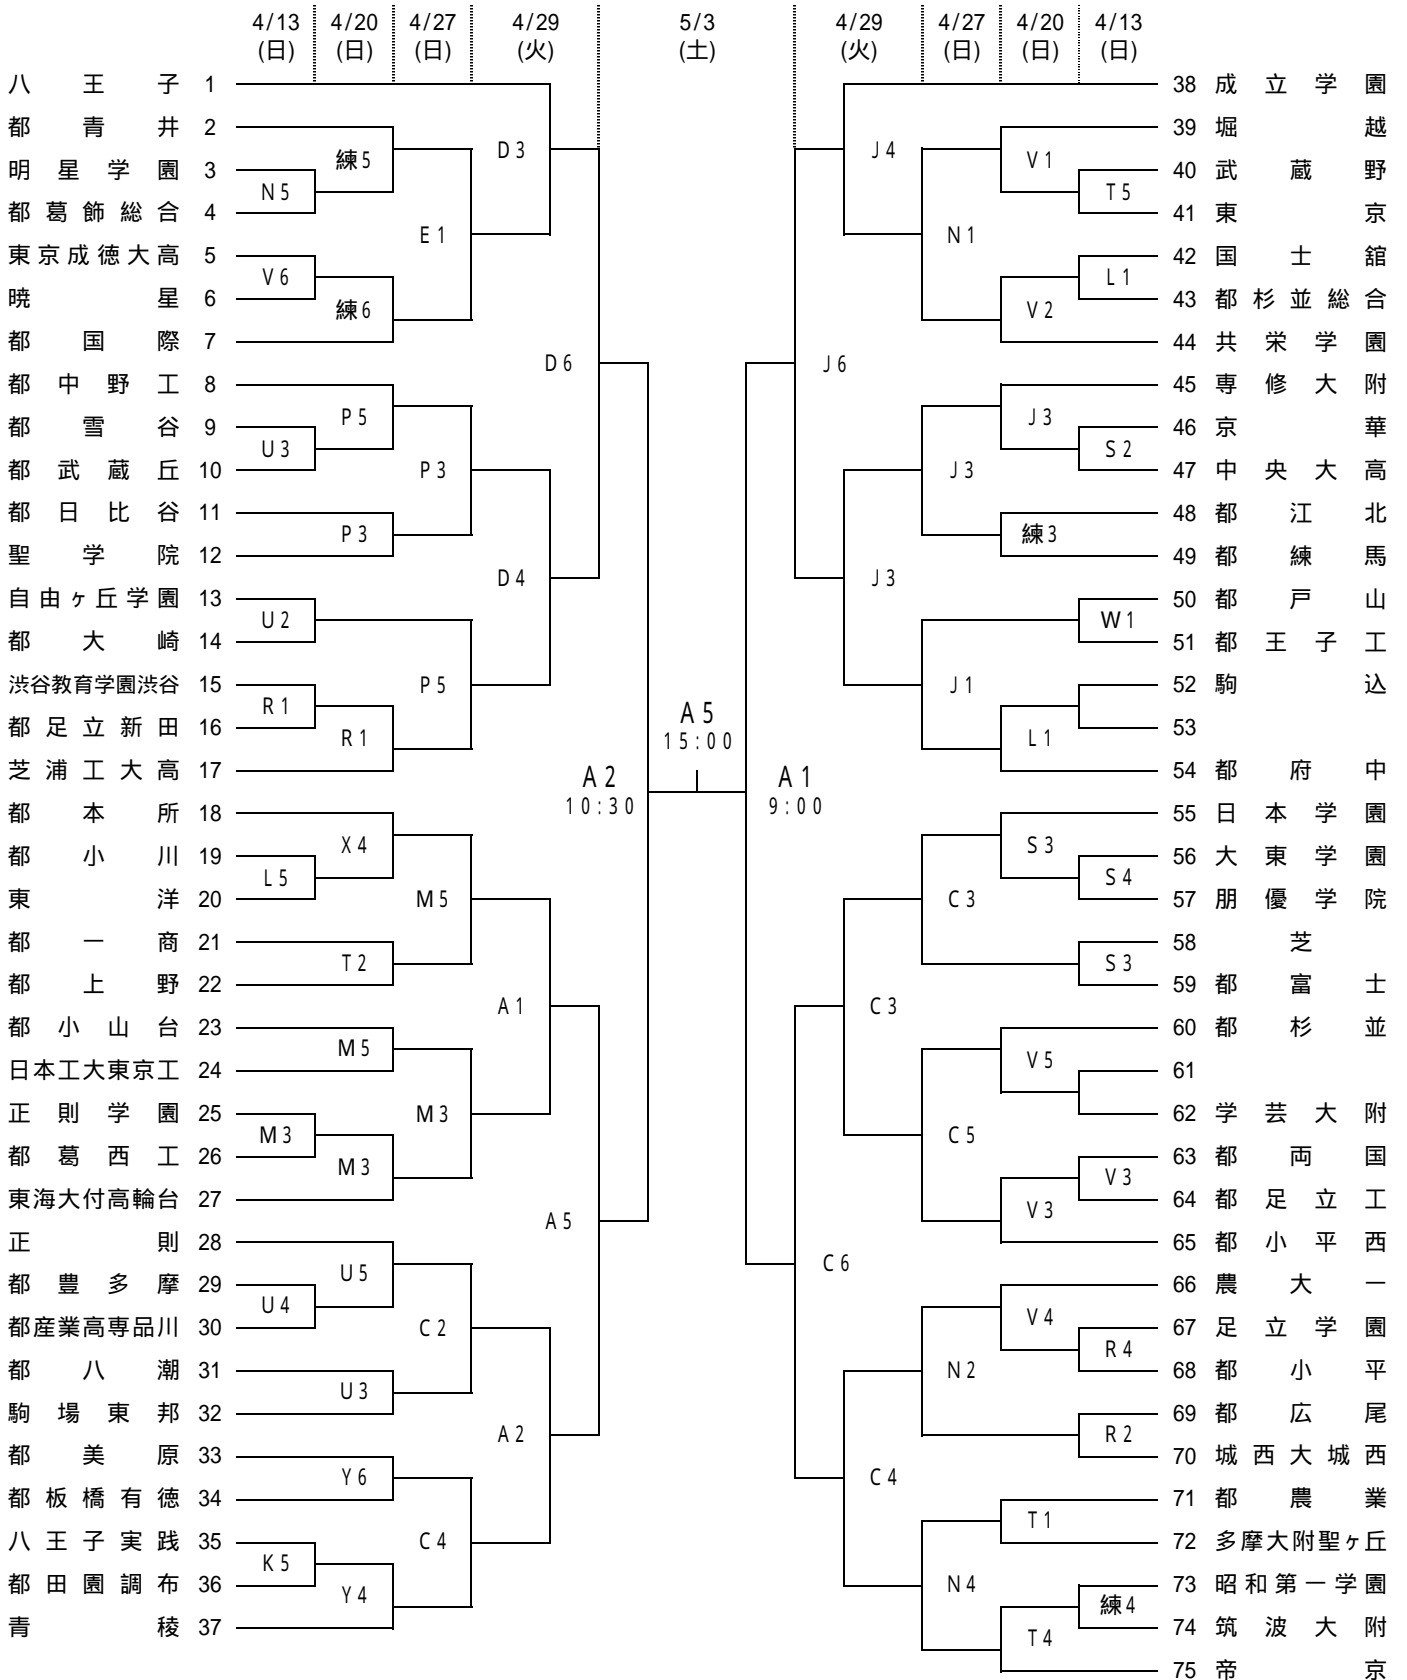 4/13 4/20 4/27 4/29 5/3 4/29 4/27 4/20 4/13
(日) (日) (日) (火) (土) (火) (日) (日) (日)
八王子 1
都青井 2
明星学園 3
都葛飾総合 4
東京成徳大高 5
暁星 6
都国際 7
都中野工 8
都雪谷 9
都武蔵丘 10
都日比谷 11
聖学院 12
自由ヶ丘学園 13
都大崎 14
渋谷教育学園渋谷 15
都足立新田 16
芝浦工大高 17
都本所 18
都小川 19
東洋 20
都一商 21
都上野 22
都小山台 23
日本工大東京工 24
正則学園 25
都葛西工 26
東海大付高輪台 27
正則 28
都豊多摩 29
都産業高専品川 30
都八潮 31
駒場東邦 32
都美原 33
都板橋有徳 34
八王子実践 35
都田園調布 36
青稜 37
N5
V6
U3
U2
R1
L5
M3
U4
K5
練5
練6
P5
P3
R1
X4
T2
M5
M3
U5
U3
Y6
Y4
E1
P3
P5
M5
M3
C2
C4
D3
D4
A1
A2
D6
A5
A2
10:30
A5
15:00
A1
9:00
J6
C6
J4
J3
C3
C4
N1
J3
J1
C3
C5
N2
N4
V1
V2
J3
練3
L1
S3
V5
V3
V4
T1
T4
T5
L1
S2
W1
S4
S3
V3
R4
R2
練4
38 成立学園
39 堀越
40 武蔵野
41 東京
42 国士舘
43 都杉並総合
44 共栄学園
45 専修大附
46 京華
47 中央大高
48 都江北
49 都練馬
50 都戸山
51 都王子工
52 駒込
53
54 都府中
55 日本学園
56 大東学園
57 朋優学院
58 芝
59 都富士
60 都杉並
61
62 学芸大附
63 都両国
64 都足立工
65 都小平西
66 農大一
67 足立学園
68 都小平
69 都広尾
70 城西大城西
71 都農業
72 多摩大附聖ヶ丘
73 昭和第一学園
74 筑波大附
75 帝京